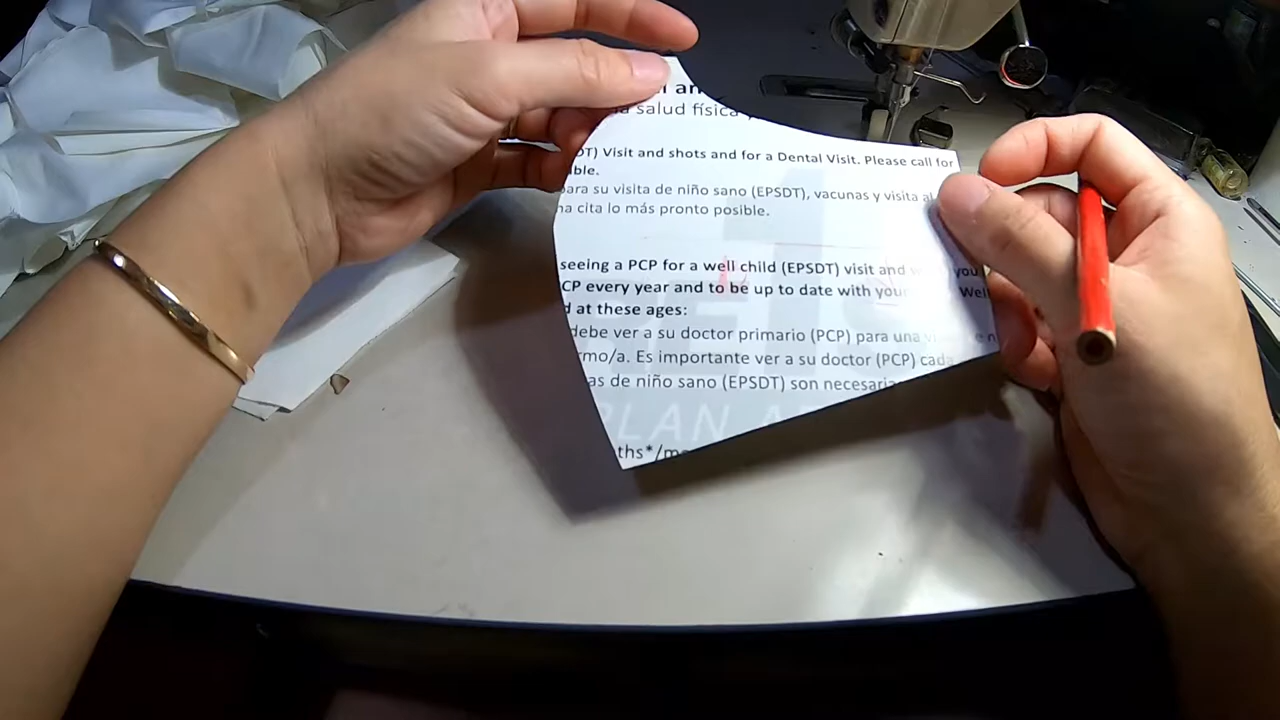 an
salud física
Visit and shots and for a Dental Visit. Please call for
para su visita de niño sano (EPSDT), vacunas y visita al
cita lo más pronto posible.
seeing a PCP for a well child (EPSDT) visit and you
CP every year and to be up to date with your Well
at these ages:
debe ver a su doctor primario (PCP) para una
rmo/a. Es importante ver a su doctor (PCP) cada
as de niño sano (EPSDT) son necesaria
PLAN
ths*/m